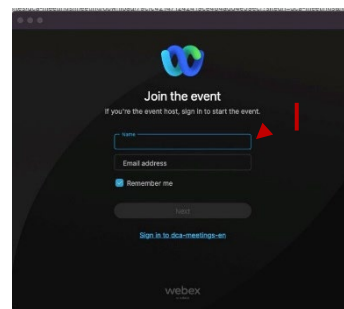 Join the event
If you're the event host, sign in to start the event.
Name
Email address
Remember me
Next
Sign in to dca-meetings-en
webex